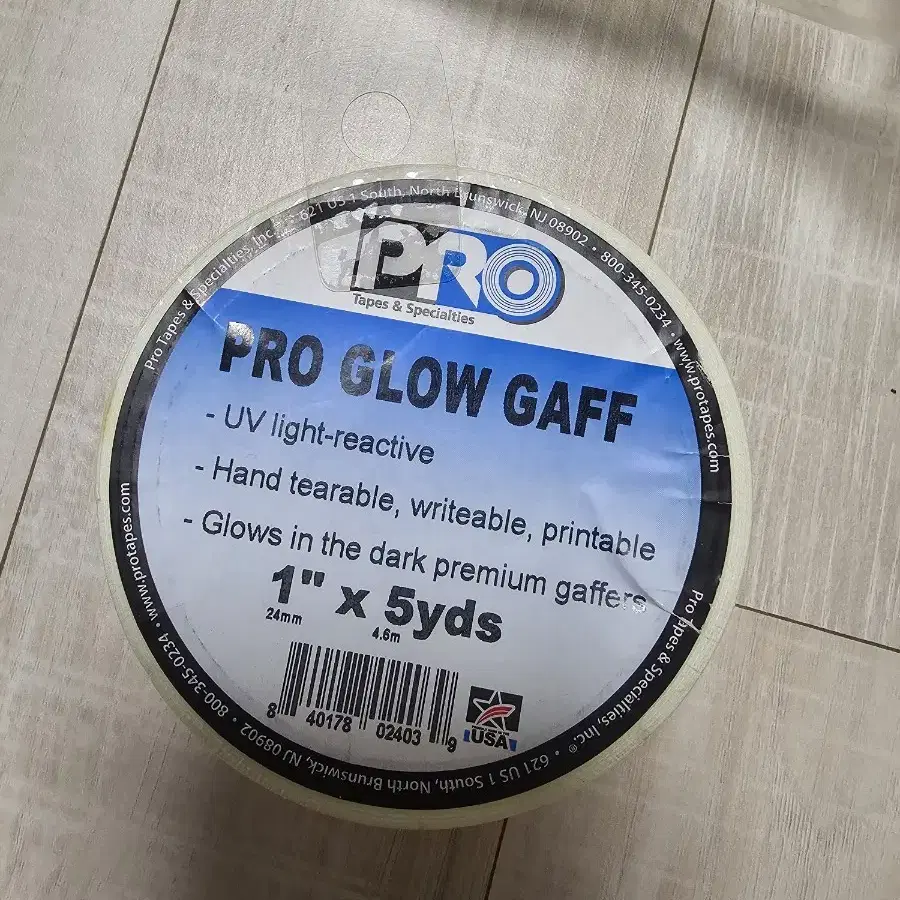 Pro Tapes & Specialties, Inc. • 621 US 1 South, North Brunswick, NJ 08902 • 800-345-0234 • www.protapes.com
PRO
Tapes & Specialties
PRO GLOW GAFF
- UV light-reactive
- Hand tearable, writeable, printable
- Glows in the dark premium gaffers
1" x 5yds
24mm 4.6m
8 40178 02403 9
USA
Pro Tapes & Specialties, Inc.® • 621 US 1 South, North Brunswick, NJ 08902 • 800-345-0234 • www.protapes.com